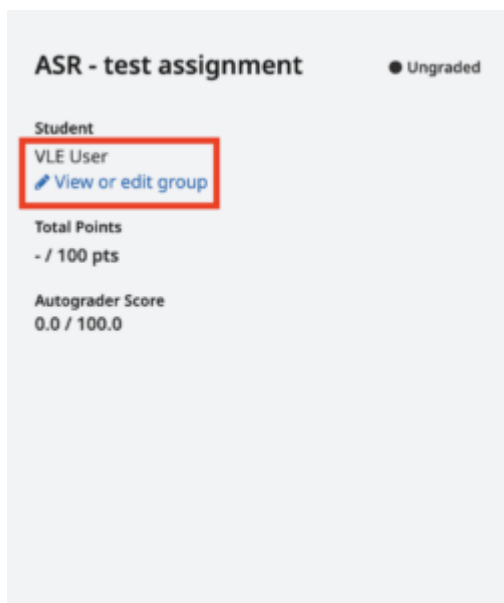 ASR - test assignment
Ungraded
Student
VLE User
View or edit group
Total Points
- / 100 pts
Autograder Score
0.0 / 100.0